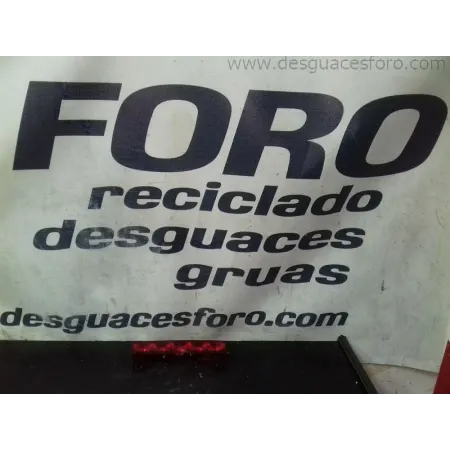 www.desguacesforo.com
FORO
reciclado
desguaces
gruas
desguacesforo.com